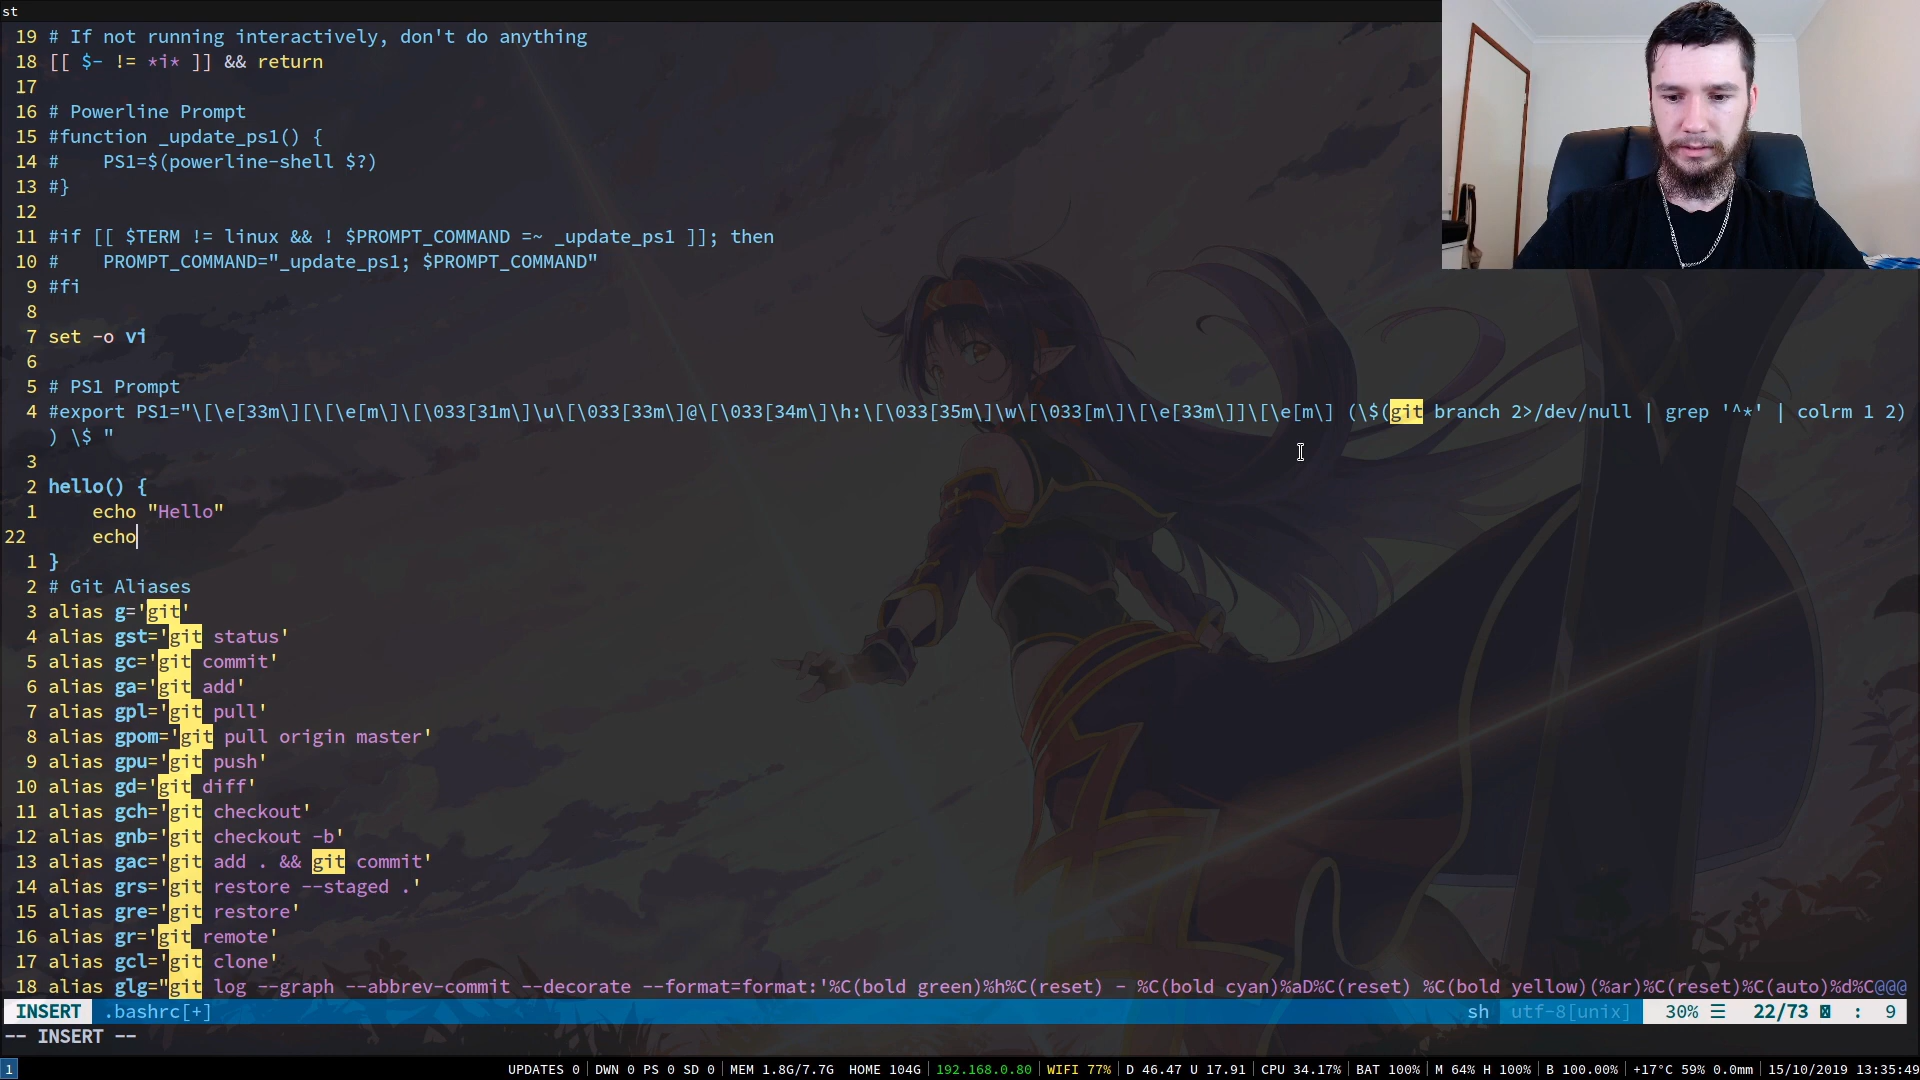 st
19 # If not running interactively, don't do anything
18 [[ $- != *i* ]] && return
17
16 # Powerline Prompt
15 #function _update_ps1() {
14 #    PS1=$(powerline-shell $?)
13 #}
12
11 #if [[ $TERM != linux && ! $PROMPT_COMMAND =~ _update_ps1 ]]; then
10 #    PROMPT_COMMAND="_update_ps1; $PROMPT_COMMAND"
9 #fi
8
7 set -o vi
6
5 # PS1 Prompt
4 #export PS1="\[\e[33m\][\[\e[m\]\[\033[31m\]\u\[\033[33m\]@\[\033[34m\]\h:\[\033[35m\]\w\[\033[m\]\[\e[33m\]]\[\e[m\] (\$(git branch 2>/dev/null | grep '^*' | colrm 1 2)
) \$ "
3
2 hello() {
1     echo "Hello"
22     echo
1 }
2 # Git Aliases
3 alias g='git'
4 alias gst='git status'
5 alias gc='git commit'
6 alias ga='git add'
7 alias gpl='git pull'
8 alias gpom='git pull origin master'
9 alias gpu='git push'
10 alias gd='git diff'
11 alias gch='git checkout'
12 alias gnb='git checkout -b'
13 alias gac='git add . && git commit'
14 alias grs='git restore --staged .'
15 alias gre='git restore'
16 alias gr='git remote'
17 alias gcl='git clone'
18 alias glg="git log --graph --abbrev-commit --decorate --format=format:'%C(bold green)%h%C(reset) - %C(bold cyan)%aD%C(reset) %C(bold yellow)(%ar)%C(reset)%C(auto)%d%C@@@
INSERT .bashrc[+] sh utf-8[unix] 30% ☰ 22/73 : 9
-- INSERT --
1 UPDATES 0 | DWN 0 PS 0 SD 0 | MEM 1.8G/7.7G HOME 104G | 192.168.0.80 | WIFI 77% | D 46.47 U 17.91 | CPU 34.17% | BAT 100% | M 64% H 100% | B 100.00% | +17°C 59% 0.0mm | 15/10/2019 13:35:49